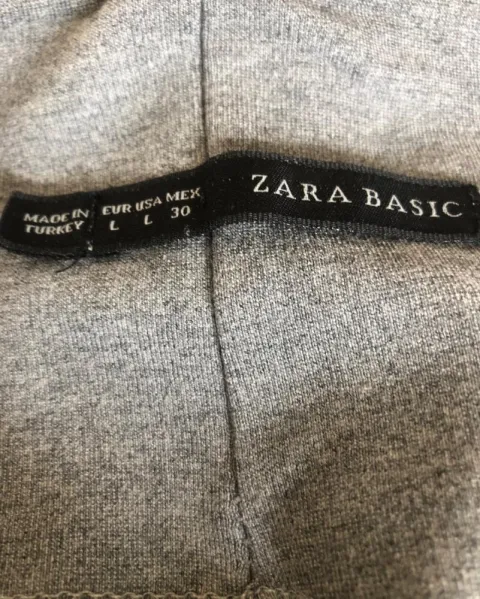 MADE IN
TURKEY
EUR USA MEX
L L 30
ZARA BASIC